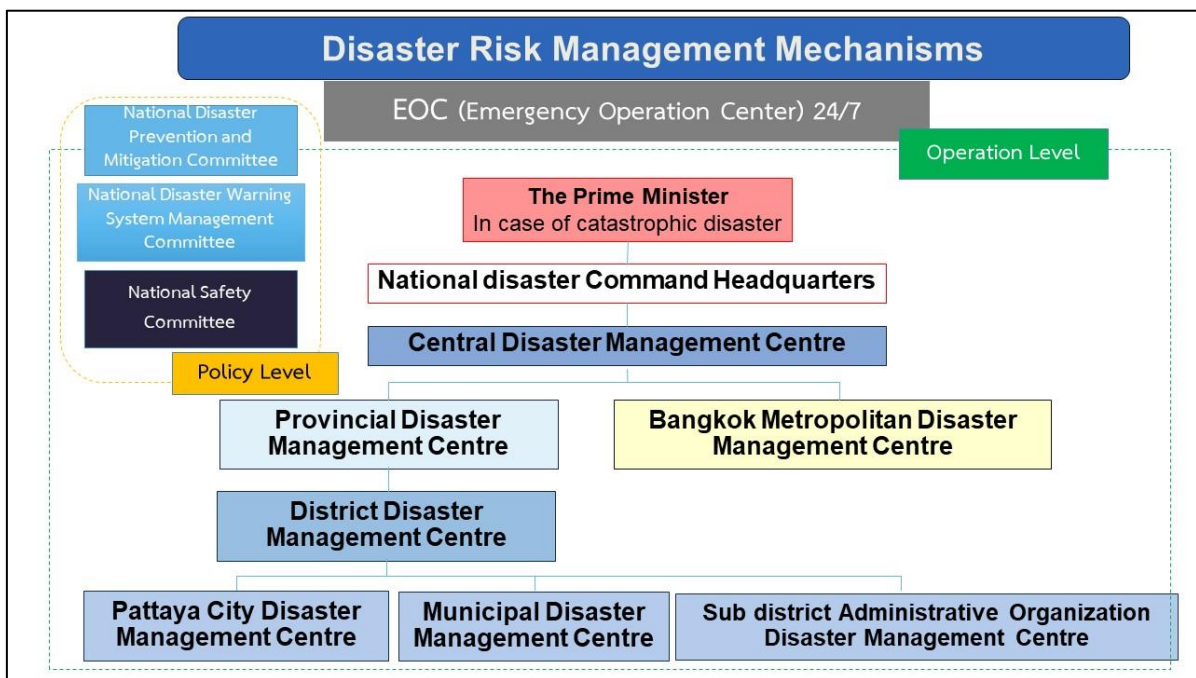 Disaster Risk Management Mechanisms
EOC (Emergency Operation Center) 24/7
National Disaster
Prevention and
Mitigation Committee
National Disaster Warning
System Management
Committee
National Safety
Committee
Policy Level
Operation Level
The Prime Minister
In case of catastrophic disaster
National disaster Command Headquarters
Central Disaster Management Centre
Provincial Disaster
Management Centre
Bangkok Metropolitan Disaster
Management Centre
District Disaster
Management Centre
Pattaya City Disaster
Management Centre
Municipal Disaster
Management Centre
Sub district Administrative Organization
Disaster Management Centre